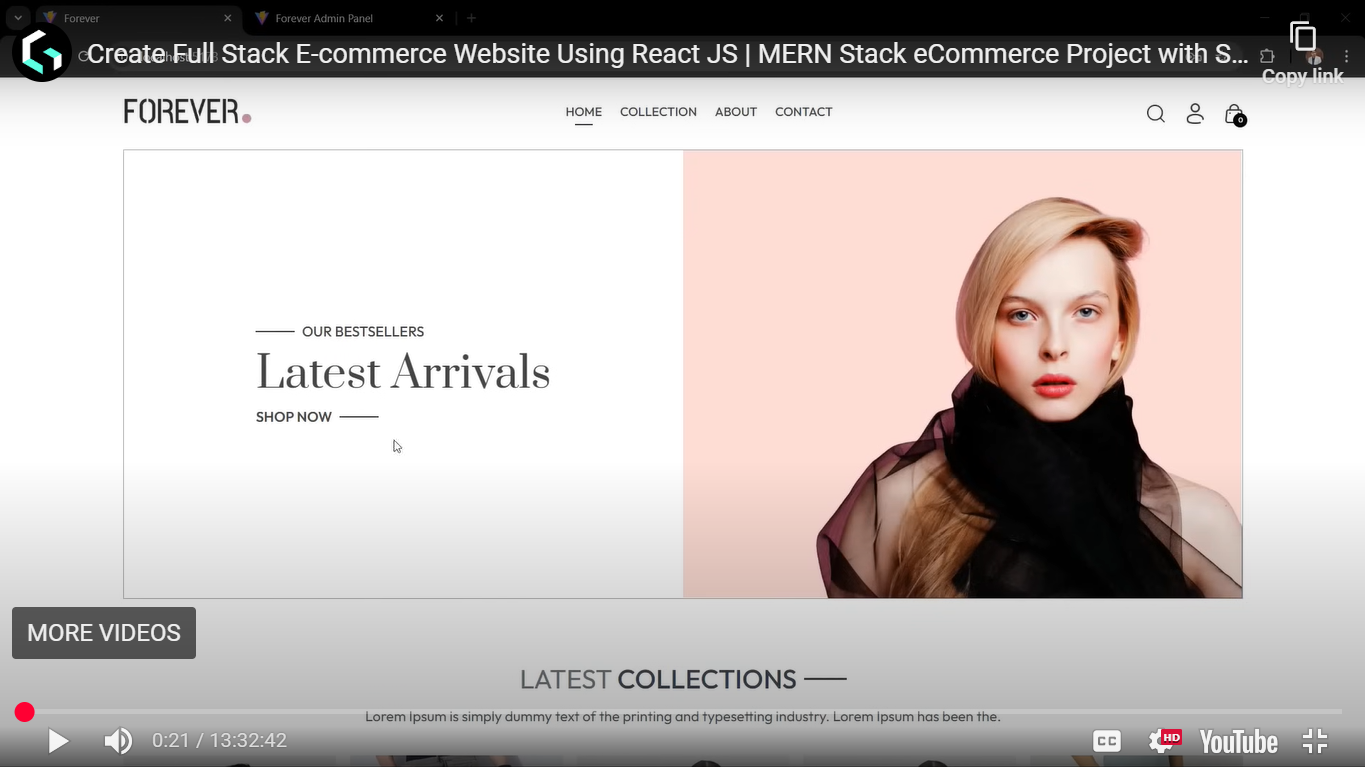 Forever
Forever Admin Panel
Create Full Stack E-commerce Website Using React JS | MERN Stack eCommerce Project with S...
Copy link
FOREVER.
HOME
COLLECTION
ABOUT
CONTACT
0
OUR BESTSELLERS
Latest Arrivals
SHOP NOW
MORE VIDEOS
LATEST COLLECTIONS
Lorem Ipsum is simply dummy text of the printing and typesetting industry. Lorem Ipsum has been the.
0:21 / 13:32:42
CC
HD
YouTube